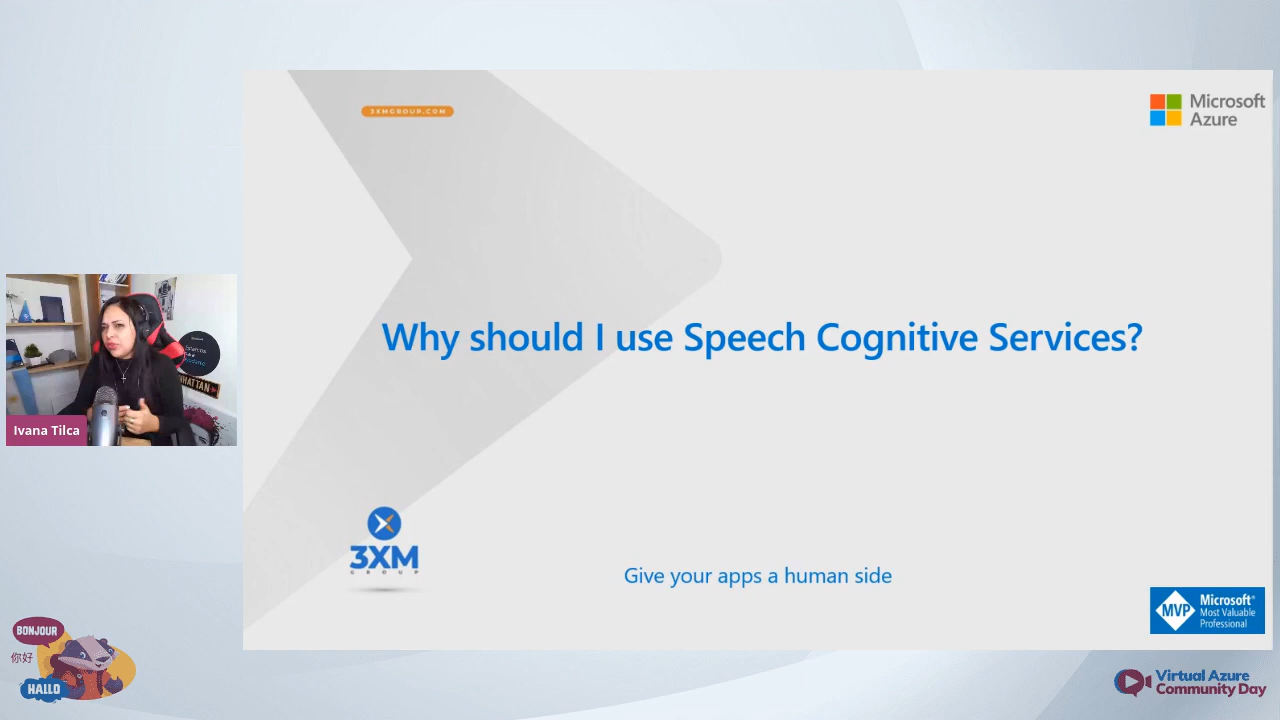 3XMGROUP.COM
Microsoft
Azure
Why should I use Speech Cognitive Services?
Ivana Tilca
3XM
GROUP
Give your apps a human side
MVP
Microsoft®
Most Valuable
Professional
BONJOUR
你好
HALLO
Virtual Azure
Community Day